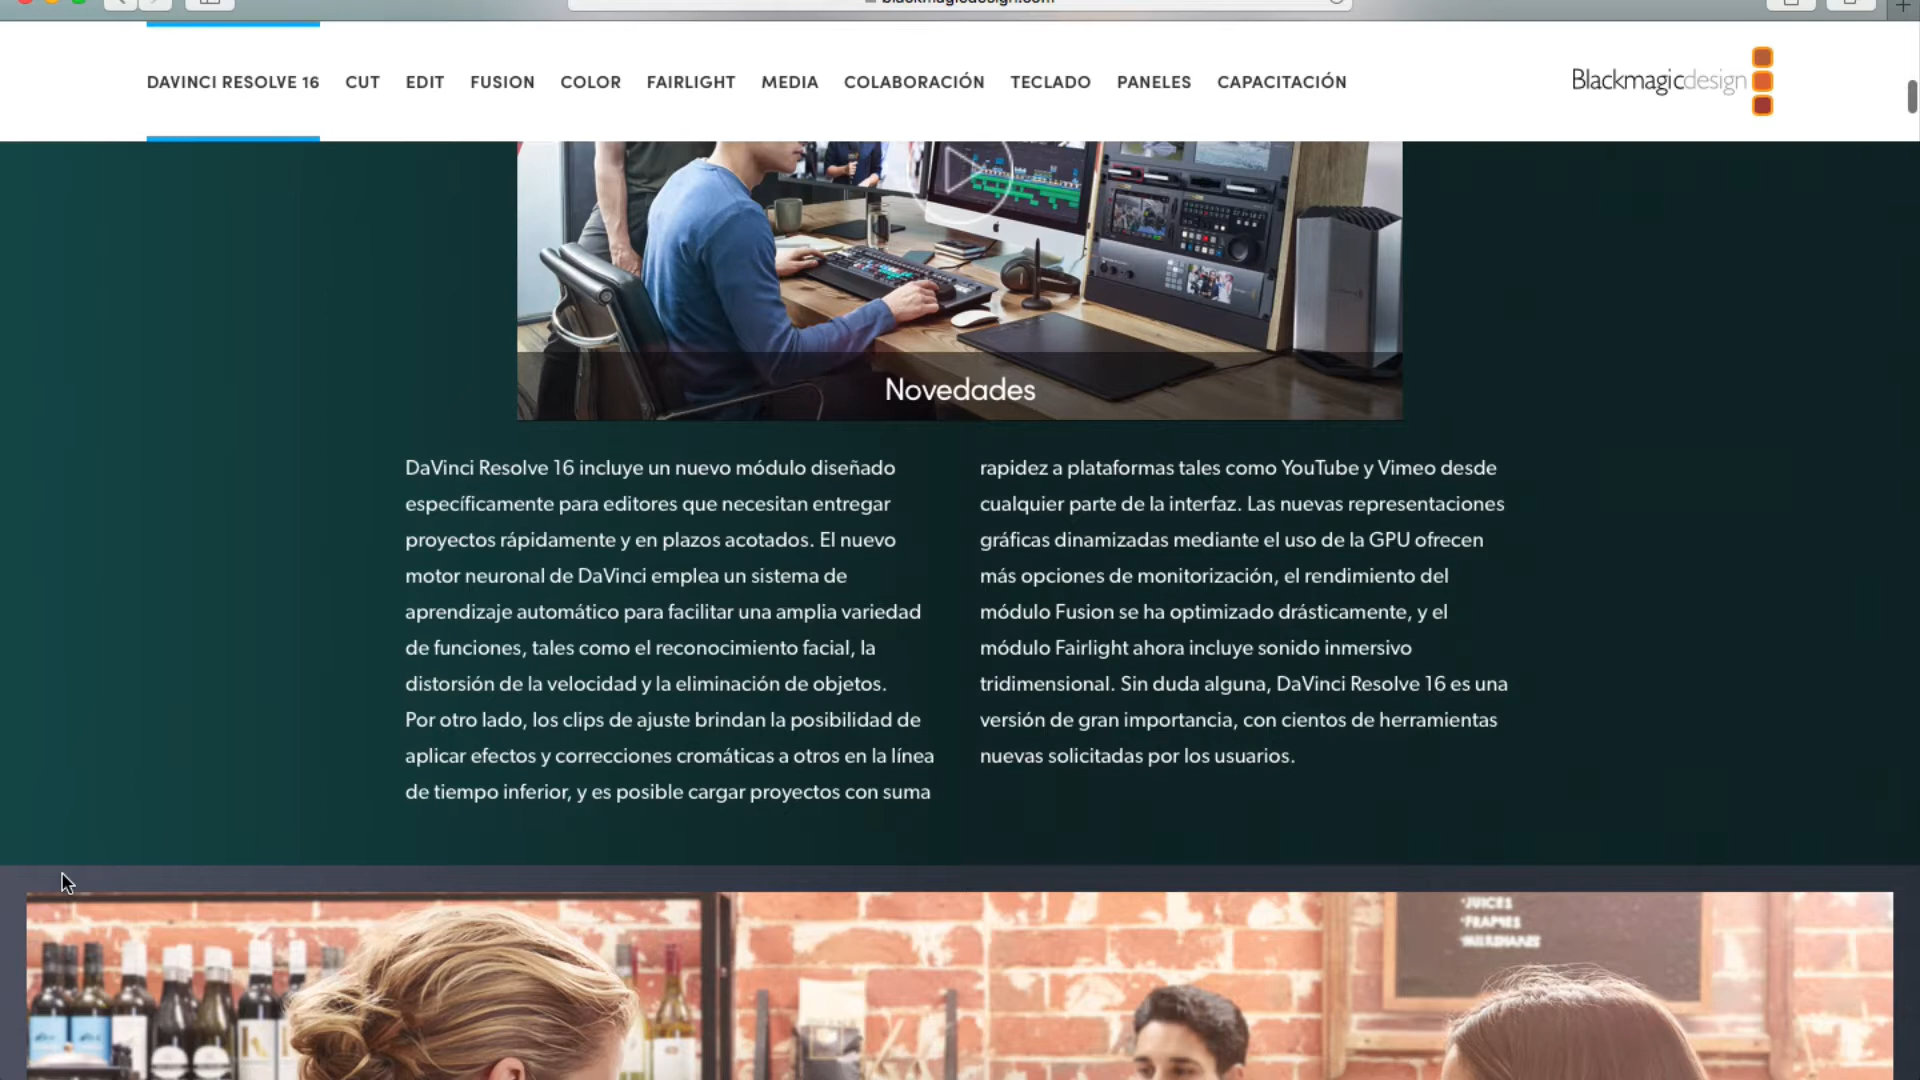 blackmagicdesign.com
DAVINCI RESOLVE 16 CUT EDIT FUSION COLOR FAIRLIGHT MEDIA COLABORACIÓN TECLADO PANELES CAPACITACIÓN
Blackmagicdesign
Novedades
DaVinci Resolve 16 incluye un nuevo módulo diseñado
específicamente para editores que necesitan entregar
proyectos rápidamente y en plazos acotados. El nuevo
motor neuronal de DaVinci emplea un sistema de
aprendizaje automático para facilitar una amplia variedad
de funciones, tales como el reconocimiento facial, la
distorsión de la velocidad y la eliminación de objetos.
Por otro lado, los clips de ajuste brindan la posibilidad de
aplicar efectos y correcciones cromáticas a otros en la línea
de tiempo inferior, y es posible cargar proyectos con suma
rapidez a plataformas tales como YouTube y Vimeo desde
cualquier parte de la interfaz. Las nuevas representaciones
gráficas dinamizadas mediante el uso de la GPU ofrecen
más opciones de monitorización, el rendimiento del
módulo Fusion se ha optimizado drásticamente, y el
módulo Fairlight ahora incluye sonido inmersivo
tridimensional. Sin duda alguna, DaVinci Resolve 16 es una
versión de gran importancia, con cientos de herramientas
nuevas solicitadas por los usuarios.
JUICES
FRAPPES